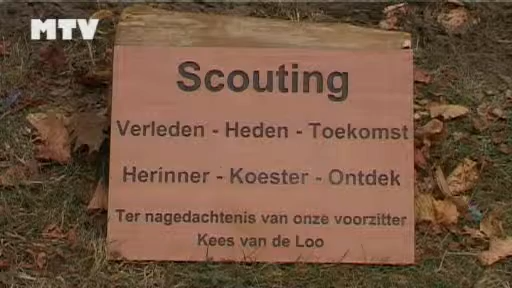 MTV
Scouting
Verleden - Heden - Toekomst
Herinner - Koester - Ontdek
Ter nagedachtenis van onze voorzitter
Kees van de Loo